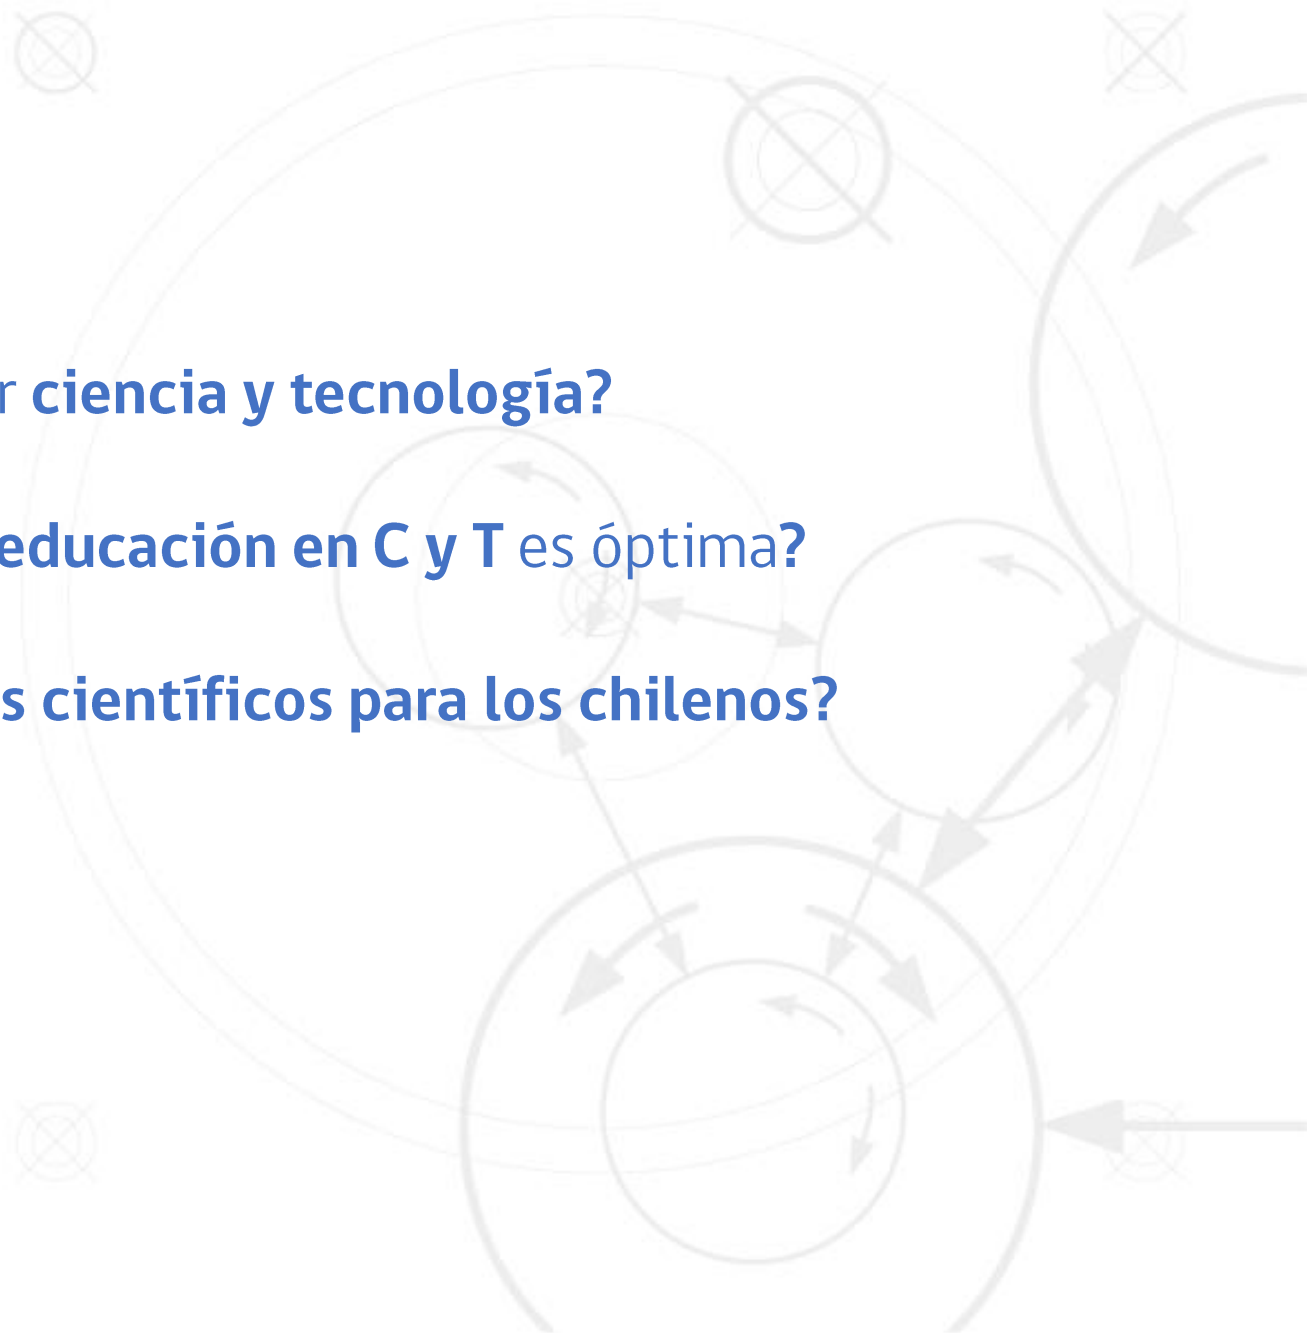 r ciencia y tecnología?
educación en C y T es óptima?
s científicos para los chilenos?